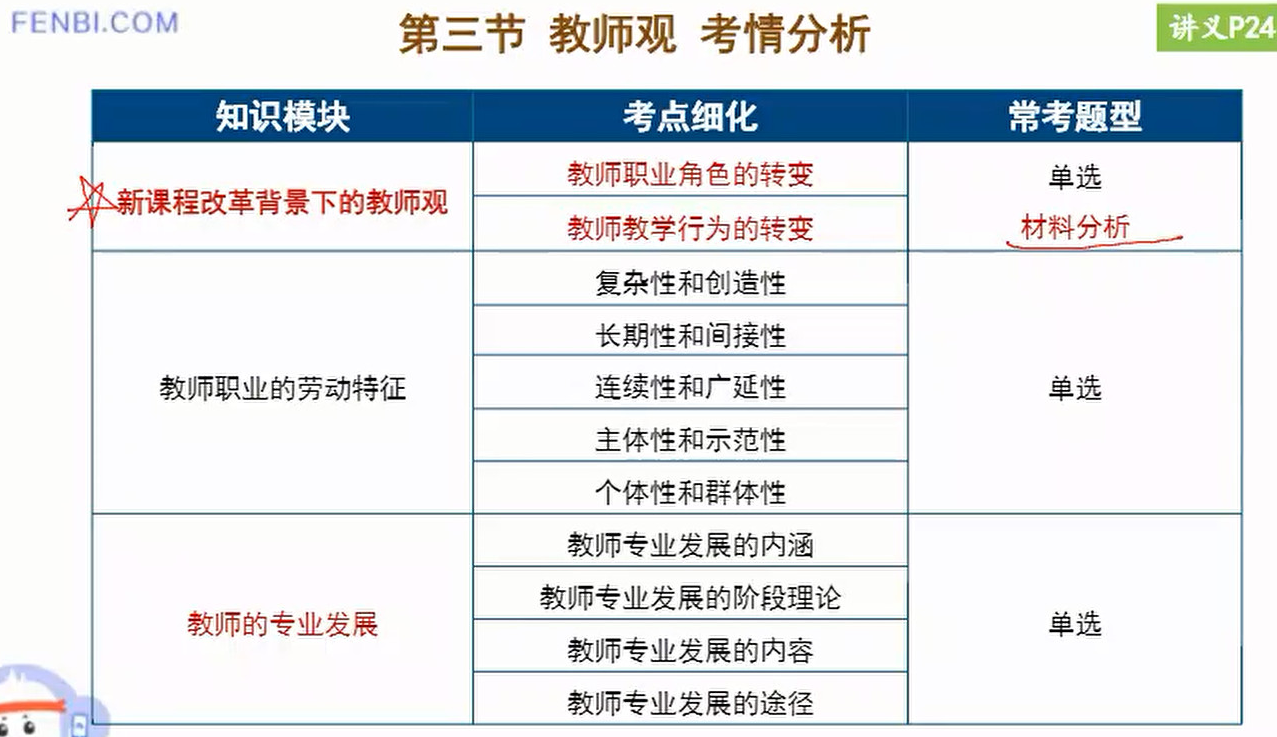 FENBI.COM
第三节 教师观 考情分析
讲义P24
知识模块 考点细化 常考题型
新课程改革背景下的教师观
教师职业角色的转变
教师教学行为的转变
单选
材料分析
教师职业的劳动特征
复杂性和创造性
长期性和间接性
连续性和广延性
主体性和示范性
个体性和群体性
单选
教师的专业发展
教师专业发展的内涵
教师专业发展的阶段理论
教师专业发展的内容
教师专业发展的途径
单选